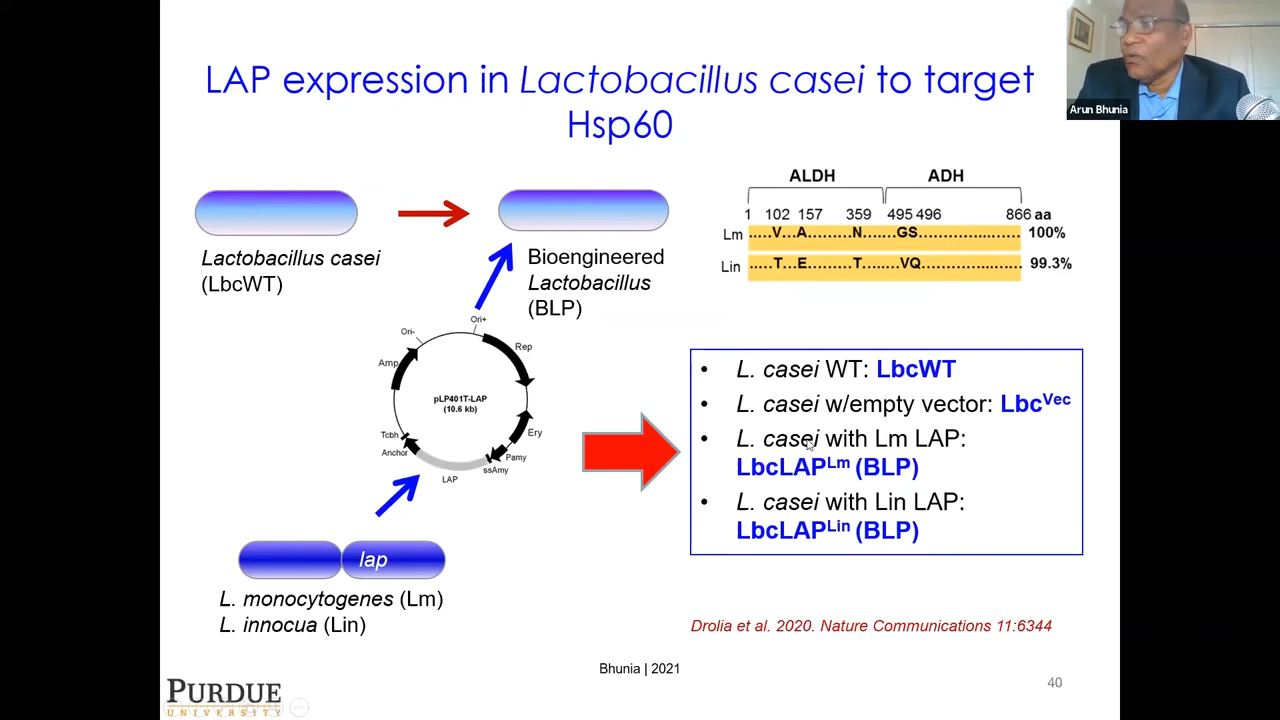 LAP expression in Lactobacillus casei to target
Hsp60
Arun Bhunia
Lactobacillus casei
(LbcWT)
Bioengineered
Lactobacillus
(BLP)
ALDH ADH
1 102 157 359 495 496 866 aa
Lm .....V...A.........N.......GS....................... 100%
Lin .....T...E.........T.......VQ....................... 99.3%
Ori+
Ori-
Rep
Amp
pLP401T-LAP
(10.6 kb)
Ery
Tcbh
Pamy
Anchor
ssAmy
LAP
• L. casei WT: LbcWT
• L. casei w/empty vector: LbcVec
• L. casei with Lm LAP:
LbcLAPLm (BLP)
• L. casei with Lin LAP:
LbcLAPLin (BLP)
lap
L. monocytogenes (Lm)
L. innocua (Lin)
Drolia et al. 2020. Nature Communications 11:6344
Bhunia | 2021
40
PURDUE
UNIVERSITY